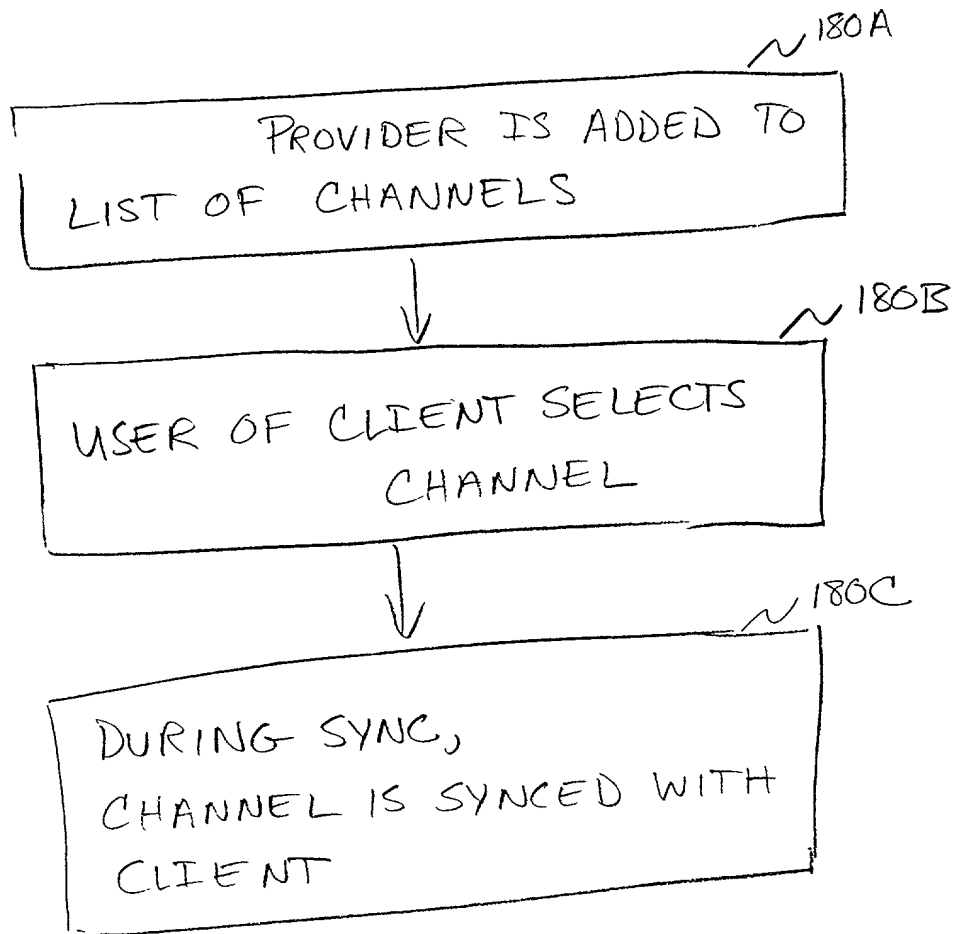 180A
PROVIDER IS ADDED TO
LIST OF CHANNELS
180B
USER OF CLIENT SELECTS
CHANNEL
180C
DURING SYNC,
CHANNEL IS SYNCED WITH
CLIENT